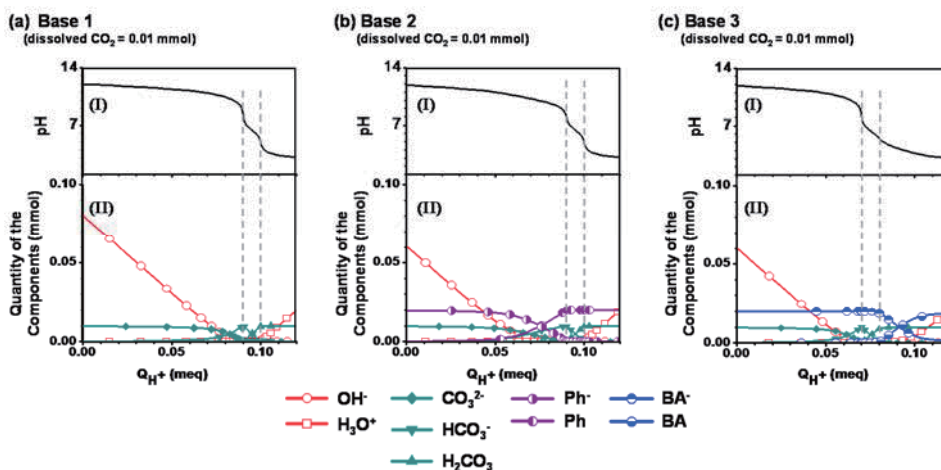 (a) Base 1
(dissolved CO₂ = 0.01 mmol)
14
7
pH
(I)
0.10
0.05
0.00
Quantity of the
Components (mmol)
(II)
0.00
0.05
0.10
Q_H+ (meq)
(b) Base 2
(dissolved CO₂ = 0.01 mmol)
14
7
pH
(I)
0.10
0.05
0.00
Quantity of the
Components (mmol)
(II)
0.00
0.05
0.10
Q_H+ (meq)
(c) Base 3
(dissolved CO₂ = 0.01 mmol)
14
7
pH
(I)
0.10
0.05
0.00
Quantity of the
Components (mmol)
(II)
0.00
0.05
0.10
Q_H+ (meq)
OH⁻
H₃O⁺
CO₃²⁻
HCO₃⁻
H₂CO₃
Ph⁻
Ph
BA⁻
BA